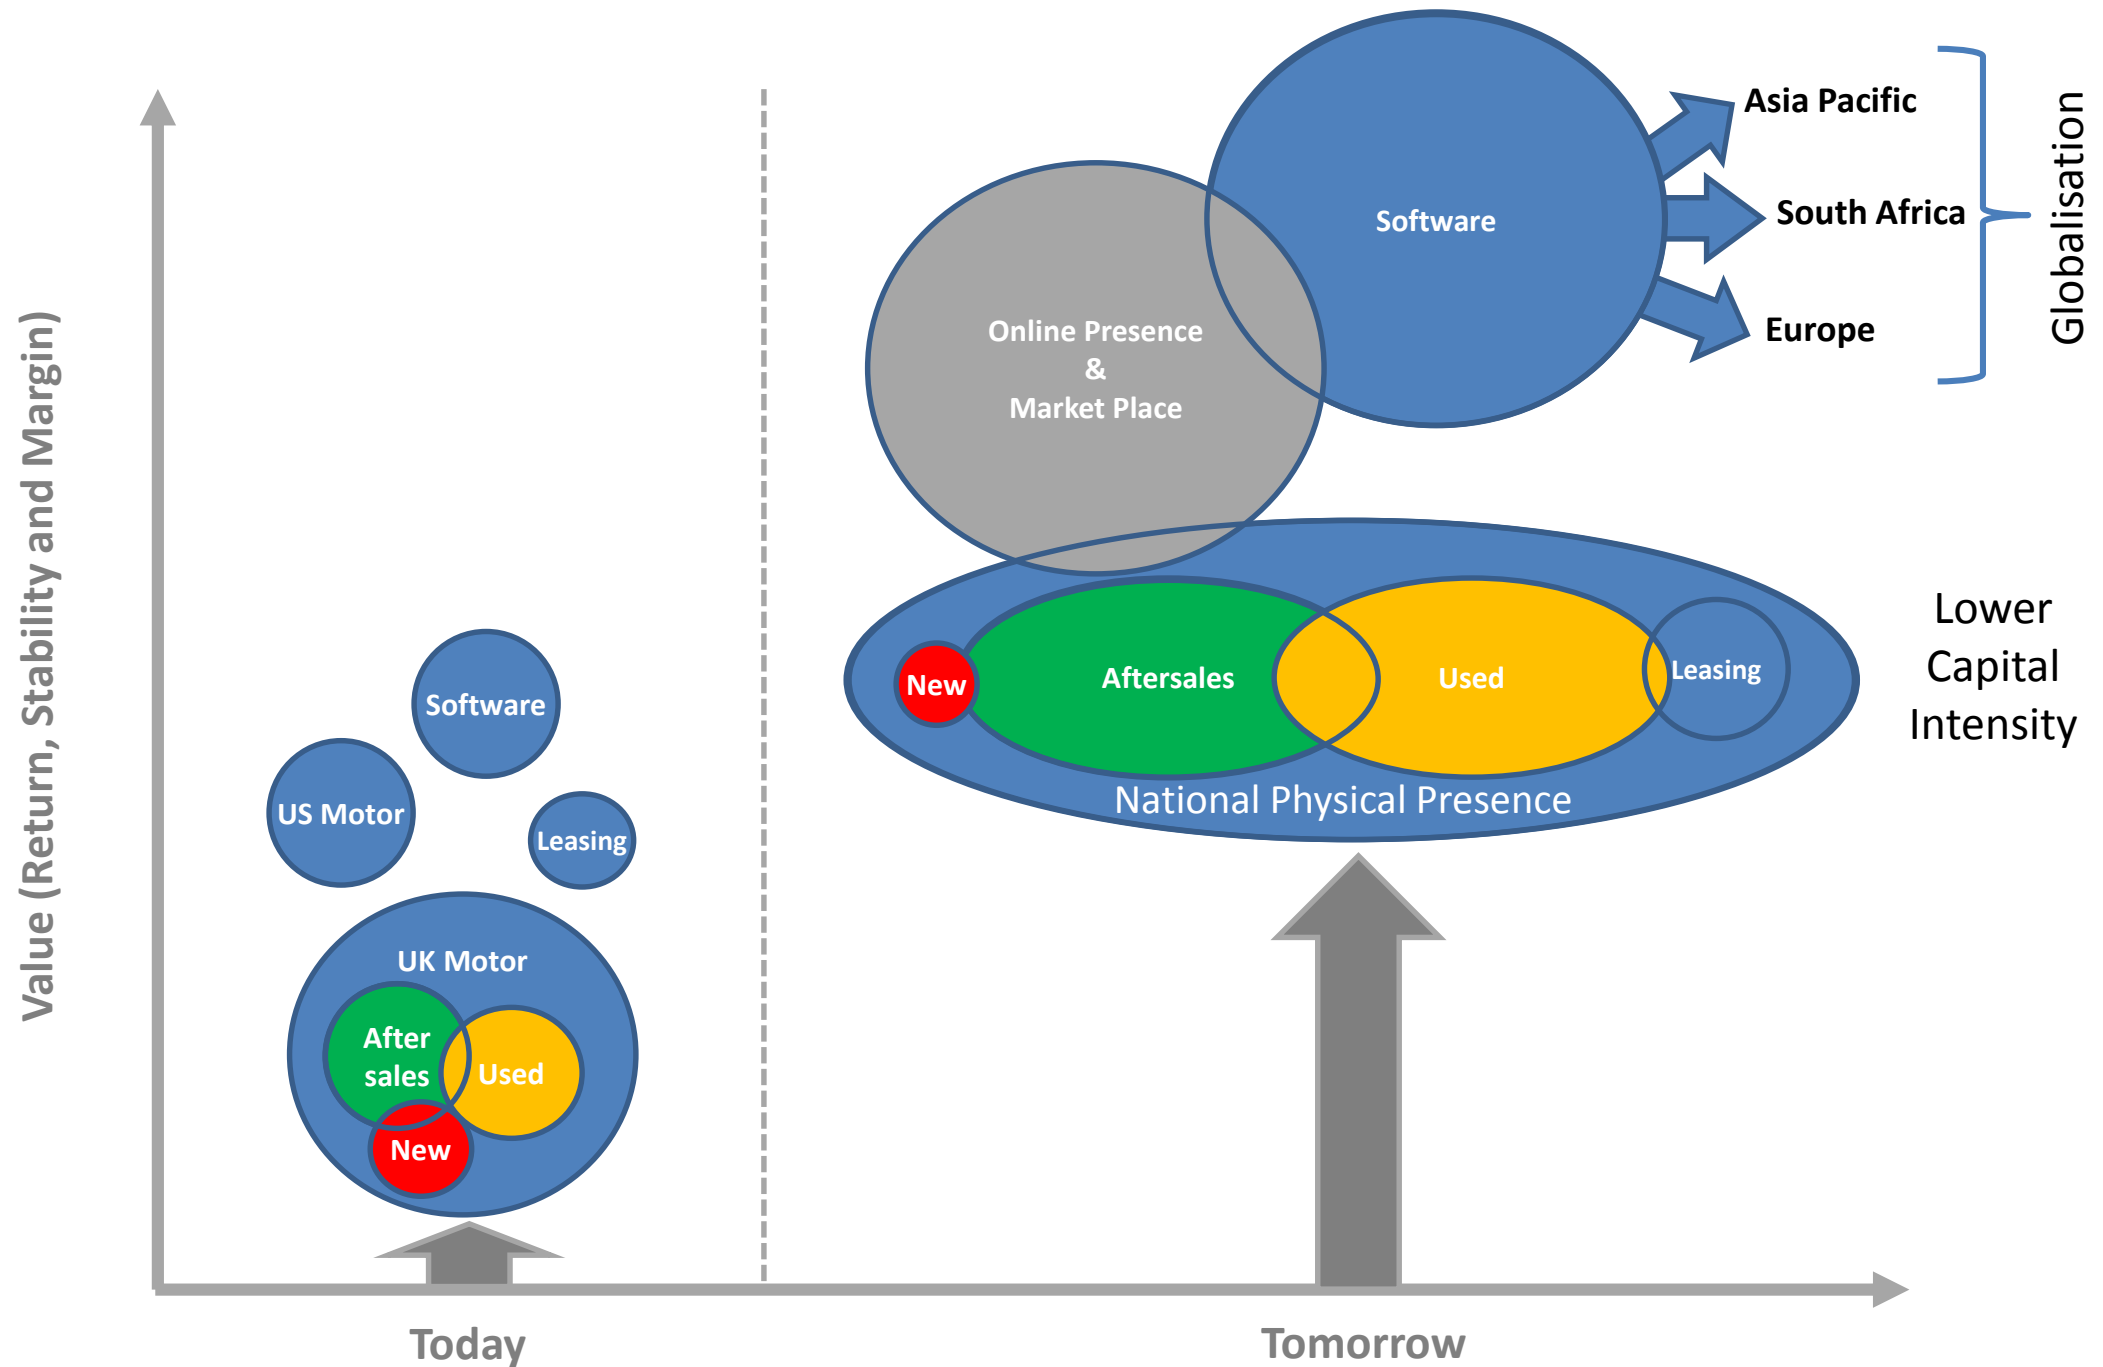 Value (Return, Stability and Margin)
Software
US Motor
Leasing
UK Motor
After
sales
Used
New
Today
Software
Asia Pacific
South Africa
Europe
Globalisation
Online Presence
&
Market Place
New
Aftersales
Used
Leasing
National Physical Presence
Lower
Capital
Intensity
Tomorrow